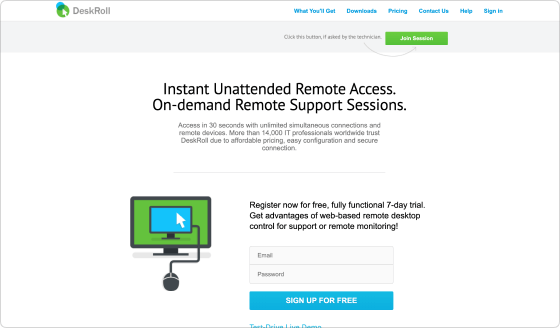 DeskRoll
What You'll Get Downloads Pricing Contact Us Help Sign in
Click this button, if asked by the technician. Join Session
Instant Unattended Remote Access.
On-demand Remote Support Sessions.
Access in 30 seconds with unlimited simultaneous connections and
remote devices. More than 14,000 IT professionals worldwide trust
DeskRoll due to affordable pricing, easy configuration and secure
connection.
Register now for free, fully functional 7-day trial.
Get advantages of web-based remote desktop
control for support or remote monitoring!
Email
Password
SIGN UP FOR FREE
Test-Drive Live Demo